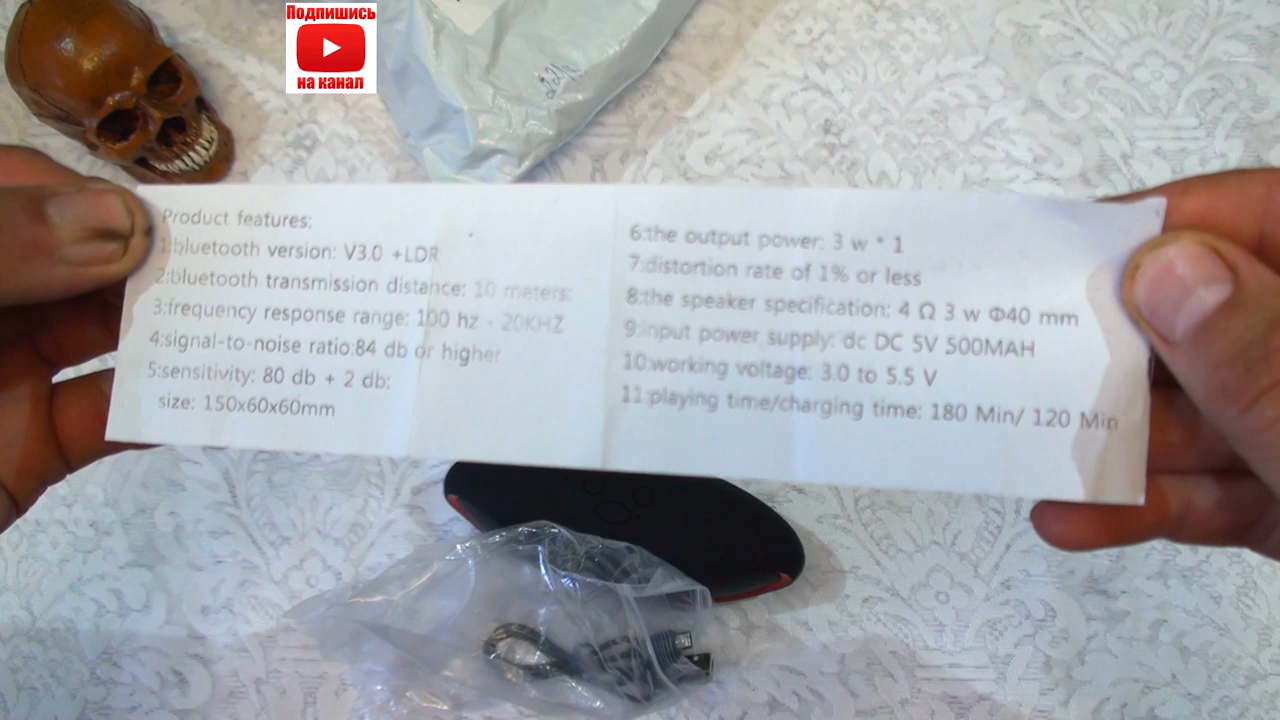 Подпишись
на канал
Product features:
1:bluetooth version: V3.0 +LDR
2:bluetooth transmission distance: 10 meters:
3:frequency response range: 100 hz - 20KHZ
4:signal-to-noise ratio:84 db or higher
5:sensitivity: 80 db + 2 db:
size: 150x60x60mm
6:the output power: 3 w * 1
7:distortion rate of 1% or less
8:the speaker specification: 4 Ω 3 w Φ40 mm
9:input power supply: dc DC 5V 500MAH
10:working voltage: 3.0 to 5.5 V
11:playing time/charging time: 180 Min/ 120 Min